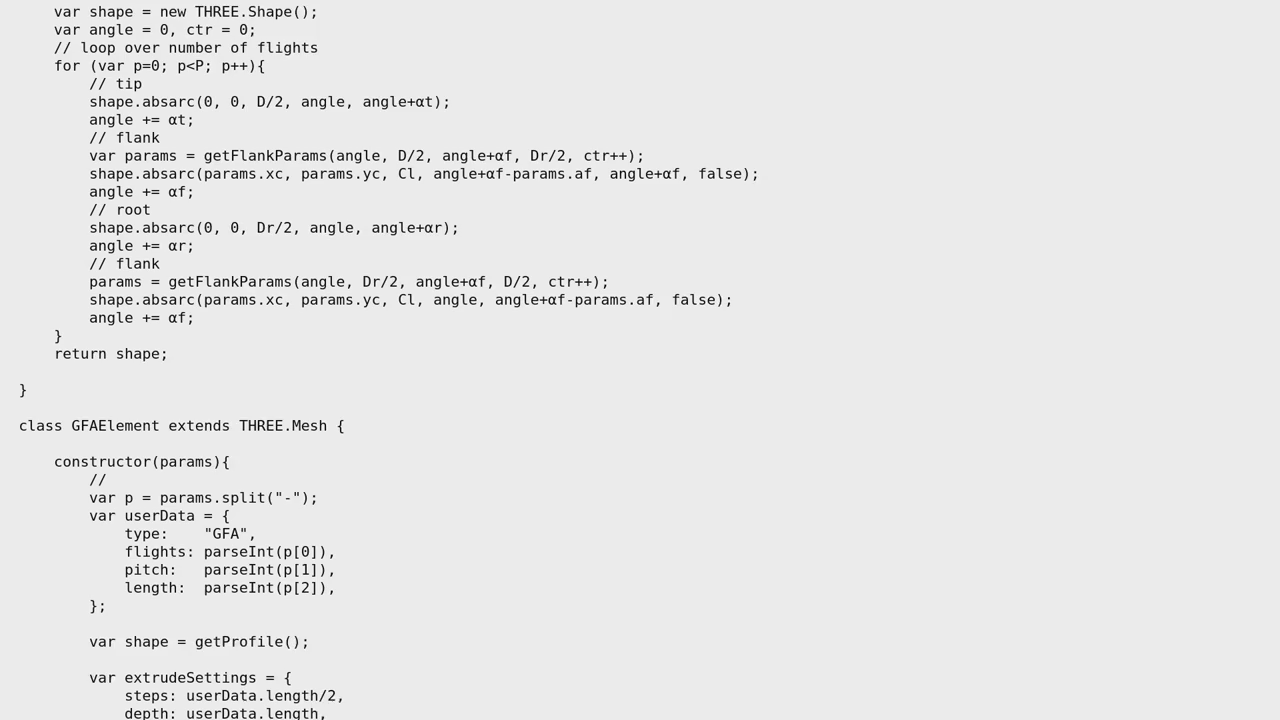 var shape = new THREE.Shape();
var angle = 0, ctr = 0;
// loop over number of flights
for (var p=0; p<P; p++){
// tip
shape.absarc(0, 0, D/2, angle, angle+αt);
angle += αt;
// flank
var params = getFlankParams(angle, D/2, angle+αf, Dr/2, ctr++);
shape.absarc(params.xc, params.yc, Cl, angle+αf-params.af, angle+αf, false);
angle += αf;
// root
shape.absarc(0, 0, Dr/2, angle, angle+αr);
angle += αr;
// flank
params = getFlankParams(angle, Dr/2, angle+αf, D/2, ctr++);
shape.absarc(params.xc, params.yc, Cl, angle, angle+αf-params.af, false);
angle += αf;
}
return shape;
}
class GFAElement extends THREE.Mesh {
constructor(params){
//
var p = params.split("-");
var userData = {
type:    "GFA",
flights: parseInt(p[0]),
pitch:   parseInt(p[1]),
length:  parseInt(p[2]),
};
var shape = getProfile();
var extrudeSettings = {
steps: userData.length/2,
depth: userData.length,